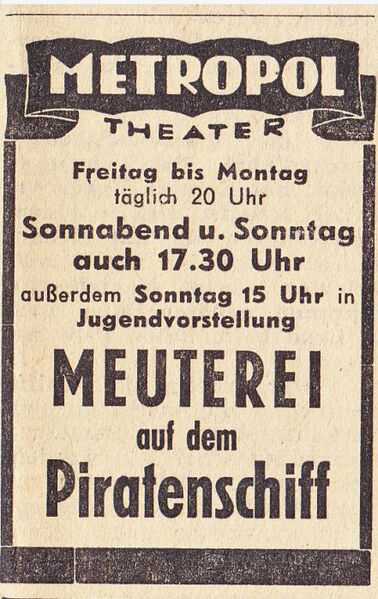 METROPOL
THEATER
Freitag bis Montag
täglich 20 Uhr
Sonnabend u. Sonntag
auch 17.30 Uhr
außerdem Sonntag 15 Uhr in
Jugendvorstellung
MEUTEREI
auf dem
Piratenschiff